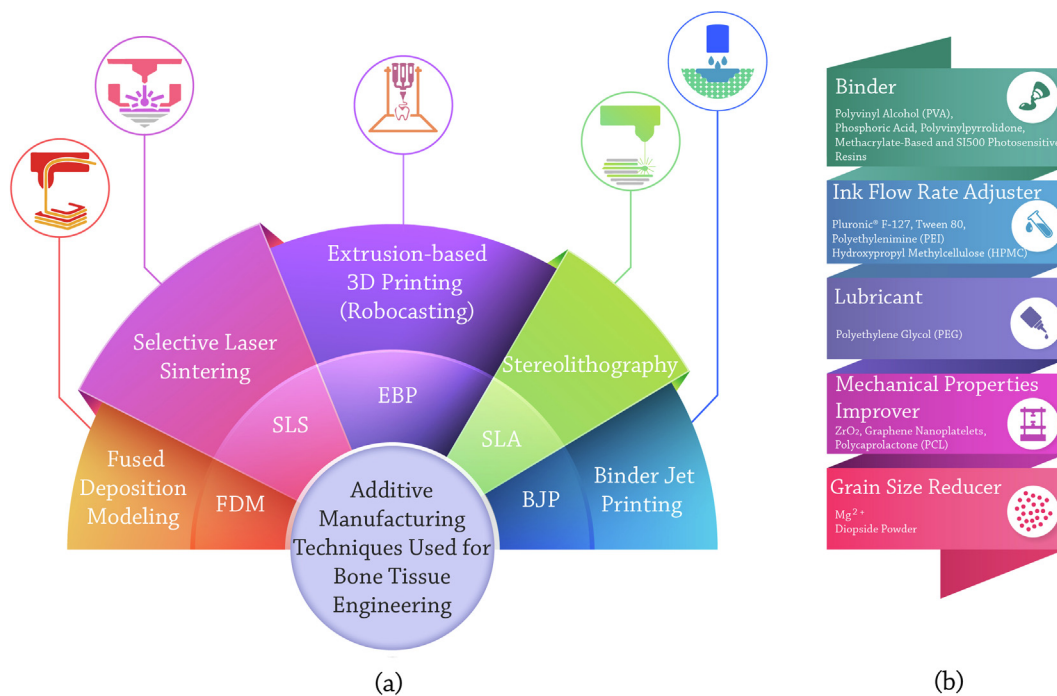 Fused
Deposition
Modeling
FDM
Selective Laser
Sintering
SLS
Extrusion-based
3D Printing
(Robocasting)
EBP
Stereolithography
SLA
Binder Jet
Printing
BJP
Additive
Manufacturing
Techniques Used for
Bone Tissue
Engineering
(a)
Binder
Polyvinyl Alcohol (PVA),
Phosphoric Acid, Polyvinylpyrrolidone,
Methacrylate-Based and SI500 Photosensitive
Resins
Ink Flow Rate Adjuster
Pluronic® F-127, Tween 80,
Polyethylenimine (PEI)
Hydroxypropyl Methylcellulose (HPMC)
Lubricant
Polyethylene Glycol (PEG)
Mechanical Properties
Improver
ZrO₂, Graphene Nanoplatelets,
Polycaprolactone (PCL)
Grain Size Reducer
Mg²⁺
Diopside Powder
(b)